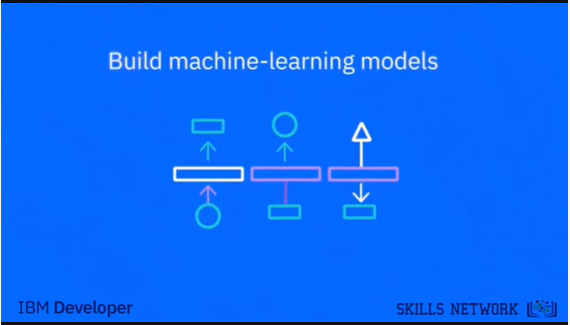 Build machine-learning models
IBM Developer
SKILLS NETWORK